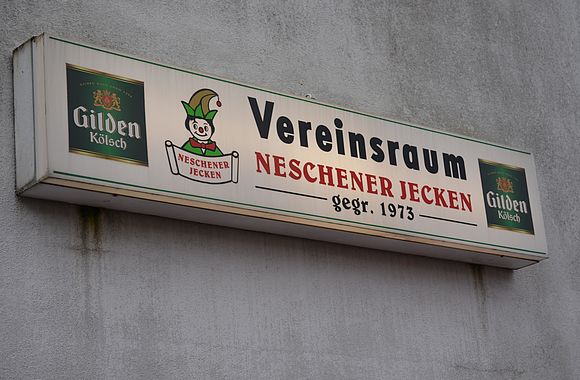 Gilden
Kölsch
NESCHENER
JECKEN
Vereinsraum
NESCHENER JECKEN
gegr. 1973
Gilden
Kölsch